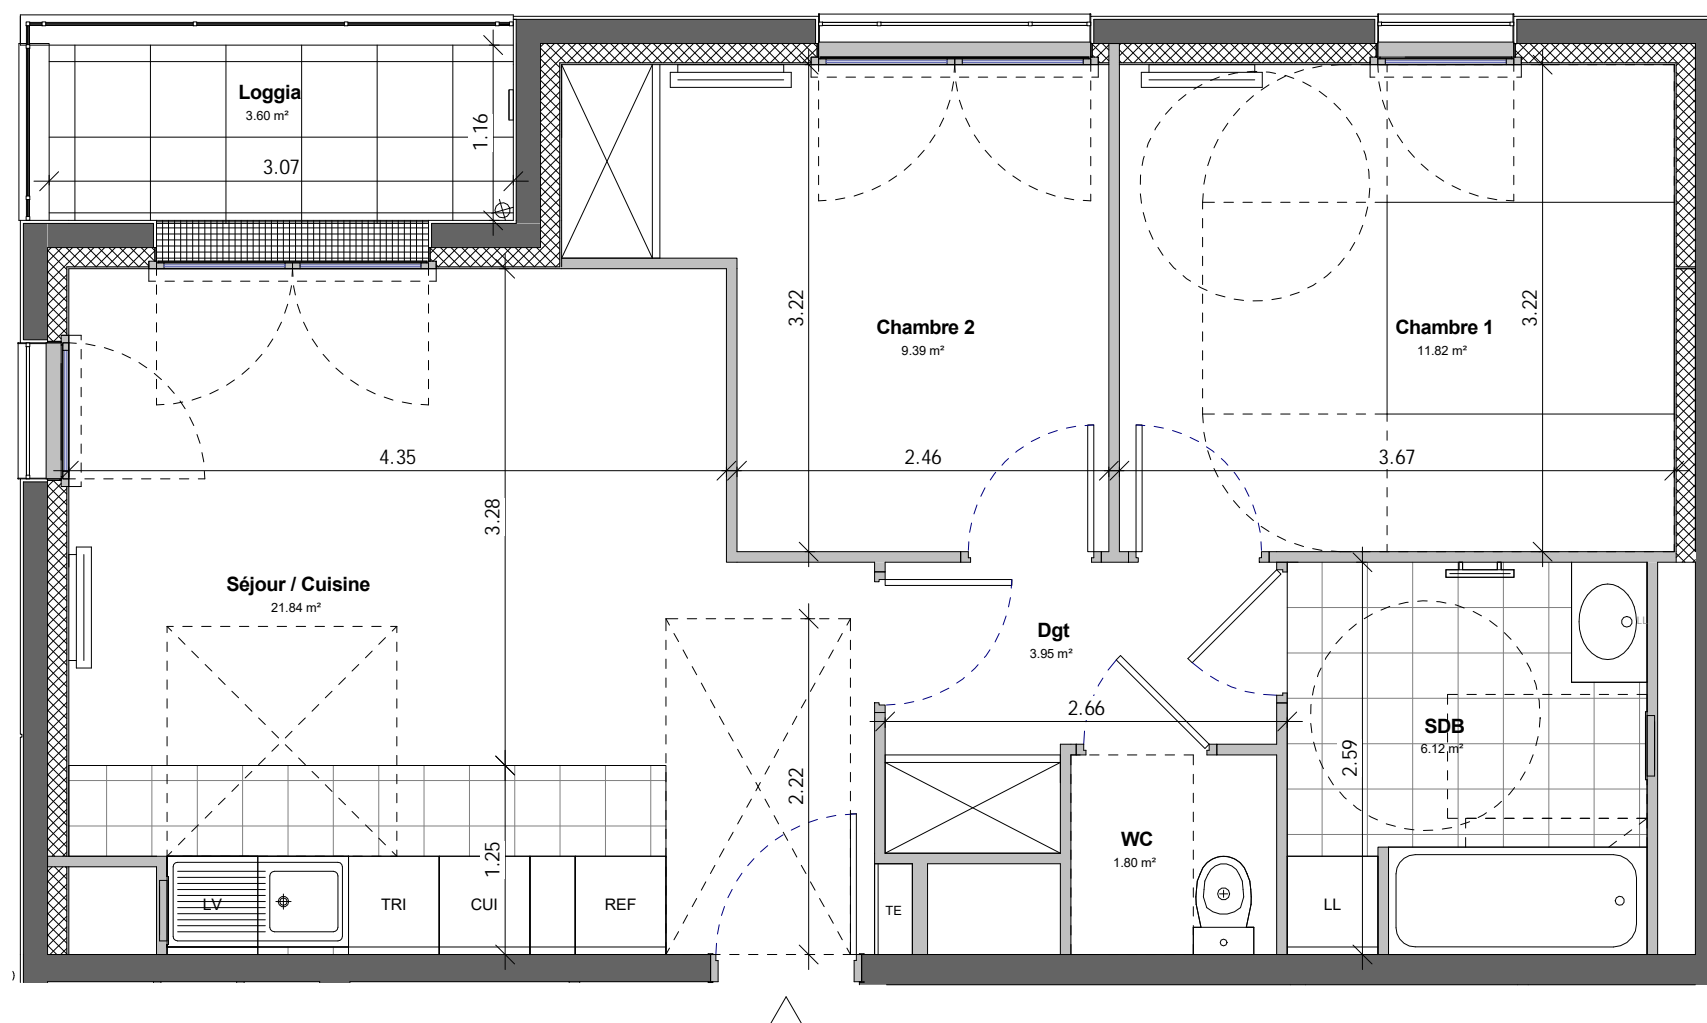 Loggia
3.60 m²
1.16
3.07
3.22
Chambre 2
9.39 m²
Chambre 1
11.82 m²
3.22
4.35
2.46
3.67
3.28
Séjour / Cuisine
21.84 m²
Dgt
3.95 m²
2.66
SDB
6.12 m²
2.59
2.22
1.25
WC
1.80 m²
LV
TRI
CUI
REF
TE
LL
LL
)